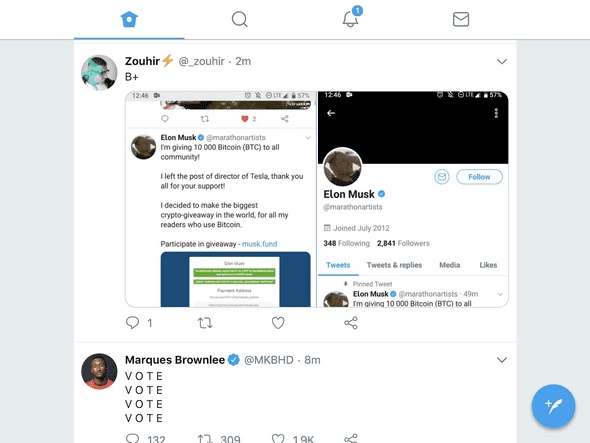 1
Zouhir⚡ @_zouhir · 2m
B+
12:46 LTE 57%
2
Elon Musk @marathonartists
I'm giving 10 000 Bitcoin (BTC) to all
community!
I left the post of director of Tesla, thank you
all for your support!
I decided to make the biggest
crypto-giveaway in the world, for all my
readers who use Bitcoin.
Participate in giveaway - musk.fund
Elon Musk
Payment Address
12:46 LTE 57%
Follow
Elon Musk
@marathonartists
Joined July 2012
348 Following 2,841 Followers
Tweets Tweets & replies Media Likes
Pinned Tweet
Elon Musk @marathonartists · 49m
I'm giving 10 000 Bitcoin (BTC) to all
1
Marques Brownlee @MKBHD · 8m
V O T E
V O T E
V O T E
V O T E
132 309 1.9K